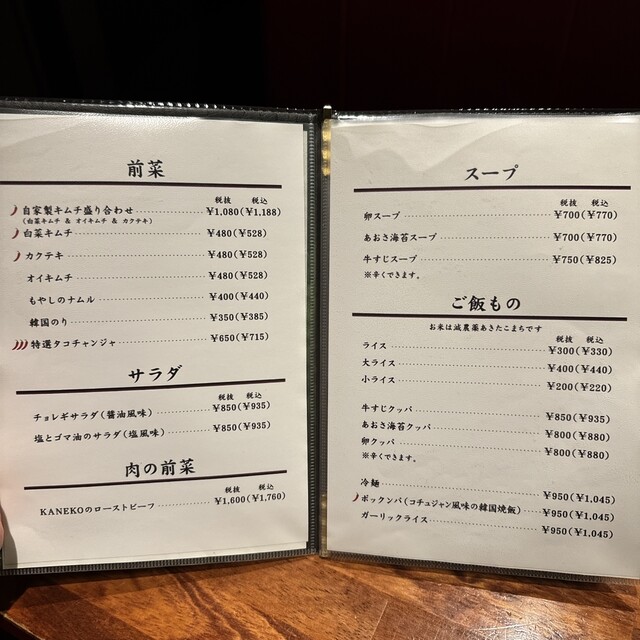 前菜
税抜 税込
自家製キムチ盛り合わせ ¥1,080(¥1,188)
(白菜キムチ & オイキムチ & カクテキ)
白菜キムチ ¥480(¥528)
カクテキ ¥480(¥528)
オイキムチ ¥480(¥528)
もやしのナムル ¥400(¥440)
韓国のり ¥350(¥385)
特選タコチャンジャ ¥650(¥715)
サラダ
税抜 税込
チョレギサラダ(醤油風味) ¥850(¥935)
塩とゴマ油のサラダ(塩風味) ¥850(¥935)
肉の前菜
税抜 税込
KANEKOのローストビーフ ¥1,600(¥1,760)
スープ
税抜 税込
卵スープ ¥700(¥770)
あおさ海苔スープ ¥700(¥770)
牛すじスープ ¥750(¥825)
※辛くできます。
ご飯もの
お米は減農薬あきたこまちです
税抜 税込
ライス ¥300(¥330)
大ライス ¥400(¥440)
小ライス ¥200(¥220)
牛すじクッパ ¥850(¥935)
あおさ海苔クッパ ¥800(¥880)
卵クッパ ¥800(¥880)
※辛くできます。
冷麺 ¥950(¥1,045)
ボックンパ(コチュジャン風味の韓国焼飯) ¥950(¥1,045)
ガーリックライス ¥950(¥1,045)